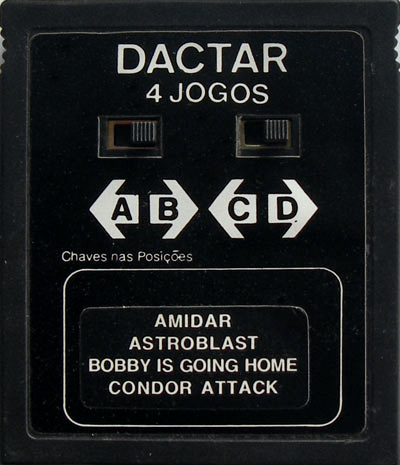 DACTAR
4 JOGOS
A B C D
Chaves nas Posições
AMIDAR
ASTROBLAST
BOBBY IS GOING HOME
CONDOR ATTACK